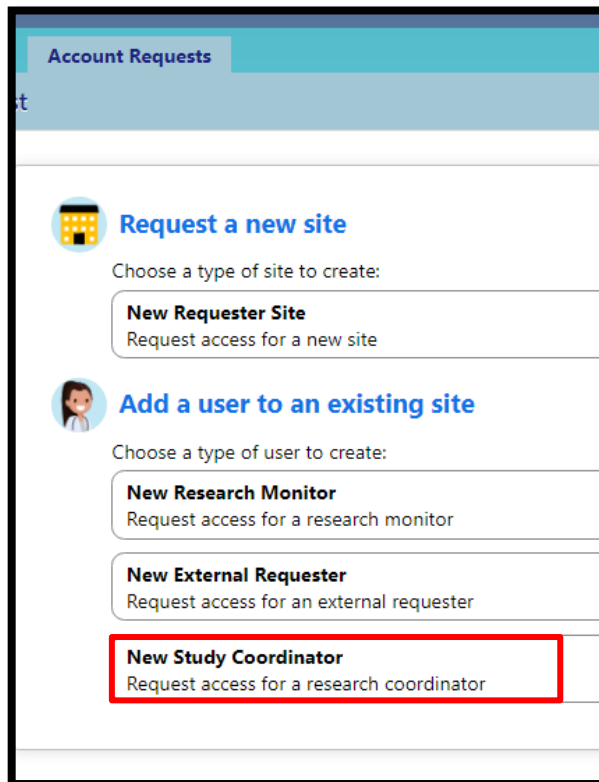 Account Requests
st
Request a new site
Choose a type of site to create:
New Requester Site
Request access for a new site
Add a user to an existing site
Choose a type of user to create:
New Research Monitor
Request access for a research monitor
New External Requester
Request access for an external requester
New Study Coordinator
Request access for a research coordinator